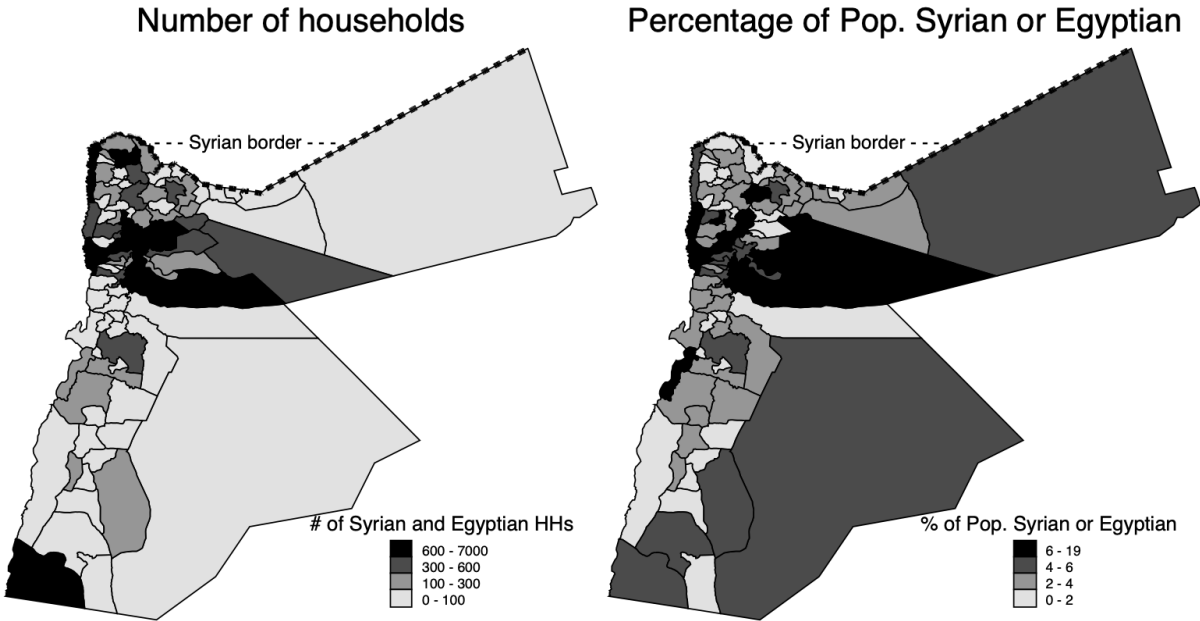 Number of households
Percentage of Pop. Syrian or Egyptian
Syrian border
Syrian border
# of Syrian and Egyptian HHs
600 - 7000
300 - 600
100 - 300
0 - 100
% of Pop. Syrian or Egyptian
6 - 19
4 - 6
2 - 4
0 - 2